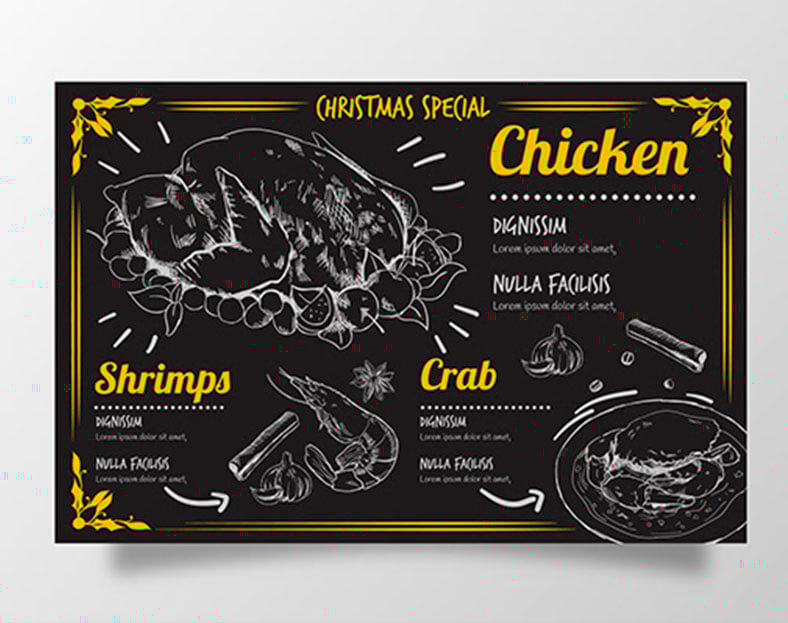 CHRISTMAS SPECIAL
Chicken
DIGNISSIM
Lorem ipsum dolor sit amet,
NULLA FACILISIS
Lorem ipsum dolor sit amet,
Shrimps
DIGNISSIM
Lorem ipsum dolor sit amet,
NULLA FACILISIS
Lorem ipsum dolor sit amet,
Crab
DIGNISSIM
Lorem ipsum dolor sit amet,
NULLA FACILISIS
Lorem ipsum dolor sit amet,